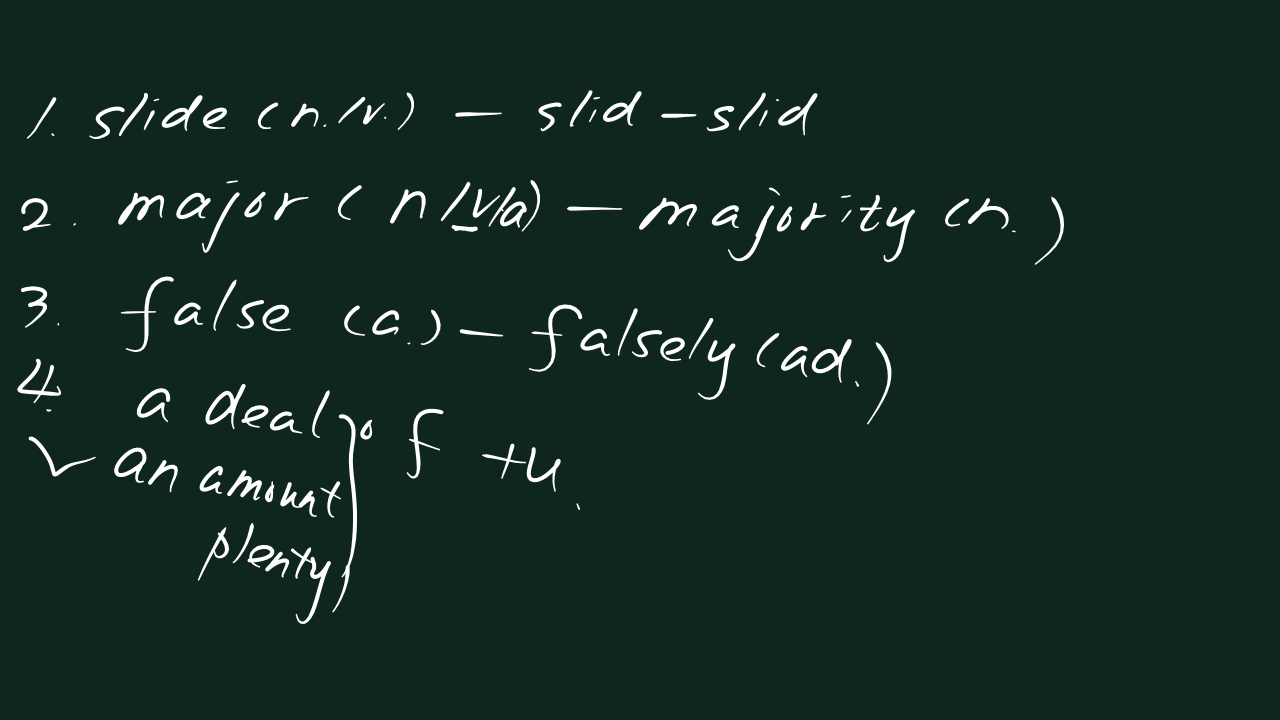 1. slide (n./v.) — slid — slid
2. major (n/v/a) — majority (n.)
3. false (a.) — falsely (ad.)
4. a deal
an amount } of +u.
plenty